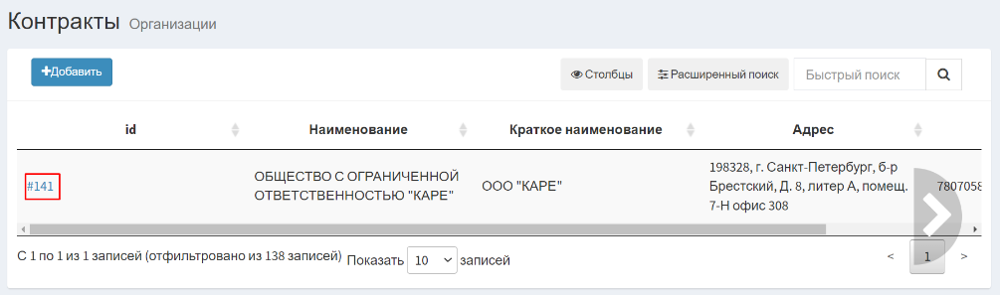 Контракты Организации
Добавить
Столбцы
Расширенный поиск
Быстрый поиск
id
Наименование
Краткое наименование
Адрес
#141
ОБЩЕСТВО С ОГРАНИЧЕННОЙ
ОТВЕТСТВЕННОСТЬЮ "КАРЕ"
ООО "КАРЕ"
198328, г. Санкт-Петербург, б-р
Брестский, Д. 8, литер А, помещ.
7-Н офис 308
7807058
С 1 по 1 из 1 записей (отфильтровано из 138 записей)
Показать 10 записей
< 1 >